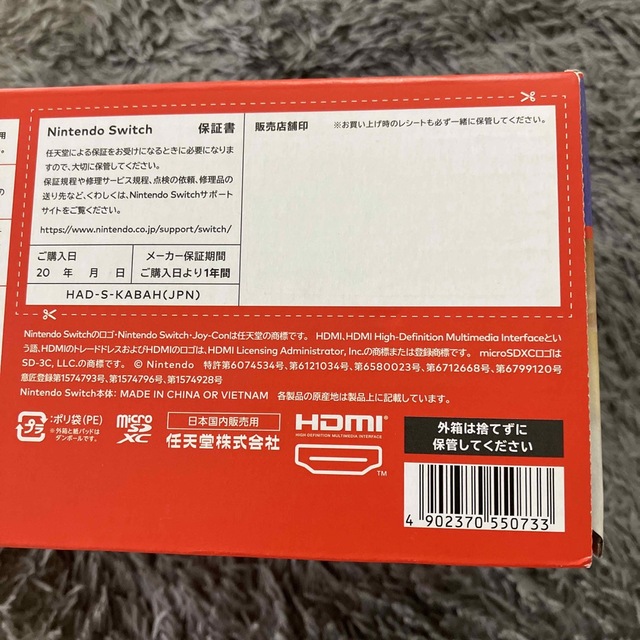 用
Nintendo Switch 保証書
任天堂による保証をお受けになるときに必要になりま
すので、大切に保管してください。
保証規程や修理サービス規程、点検の依頼、修理品の
送り先など、くわしくは、Nintendo Switchサポート
サイトをご覧ください。
https://www.nintendo.co.jp/support/switch/
ご購入日 メーカー保証期間
20 年 月 日 ご購入日より1年間
HAD-S-KABAH(JPN)
販売店舗印 ※お買い上げ時のレシートも必ず一緒に保管してください。
Nintendo Switchのロゴ・Nintendo Switch・Joy-Conは任天堂の商標です。 HDMI、HDMI High-Definition Multimedia Interfaceとい
う語、HDMIのトレードドレスおよびHDMIのロゴは、HDMI Licensing Administrator, Inc.の商標または登録商標です。 microSDXCロゴは
SD-3C, LLC.の商標です。 © Nintendo 特許第6074534号、第6121034号、第6580023号、第6712668号、第6799120号
意匠登録第1574793号、第1574796号、第1574928号
Nintendo Switch本体: MADE IN CHINA OR VIETNAM 各製品の原産地は製品上に記載しています。
プラ
:ポリ袋(PE)
※外箱と紙パッドは
ダンボールです。
micro
SD
XC
日本国内販売用
任天堂株式会社
HDMI
HIGH DEFINITION MULTIMEDIA INTERFACE
TM
外箱は捨てずに
保管してください
4 902370 550733